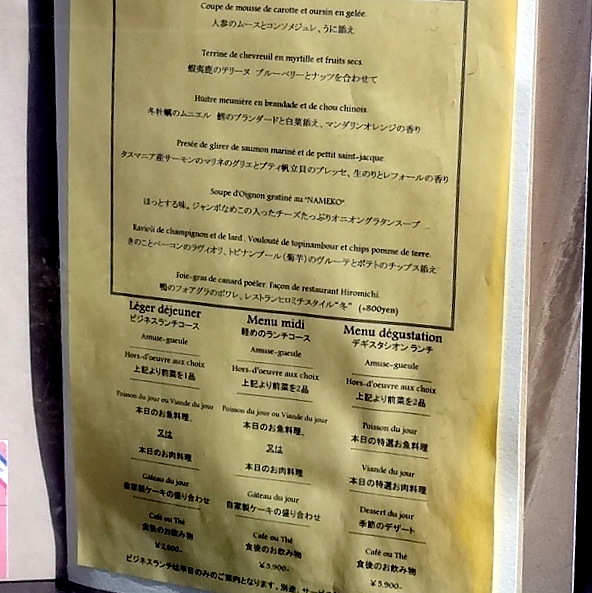 Coupe de mousse de carotte et oursin en gelée.
人参のムースとコンソメジュレ、うに添え
Terrine de chevreuil en myrtille et fruits secs.
蝦夷鹿のテリーヌ ブルーベリーとナッツを合わせて
Huître meunière en brandade et de chou chinois.
冬牡蠣のムニエル 鱈のブランダードと白菜添え、マンダリンオレンジの香り
Presée de glirer de saumon mariné et de pettit saint-jacque.
タスマニア産サーモンのマリネのグリエとプティ帆立貝のプレッセ、生のりとレフォールの香り
Soupe d'Oignon gratiné au "NAMEKO".
ほっとする味。ジャンボなめこの入ったチーズたっぷりオニオングラタンスープ
Ravioli de champignon et de lard . Voulouté de topinambour et chips pomme de terre.
きのことベーコンのラヴィオリ、トピナンブール（菊芋）のヴルーテとポテトのチップス添え
Foie-gras de canard poêler. Façon de restaurant Hiromichi.
鴨のフォアグラのポワレ、レストランヒロミチスタイル"冬" (+800yen)
Léger déjeuner
ビジネスランチコース
Amuse-gueule
Hors-d'oeuvre aux choix
上記より前菜を1品
Poisson du jour ou Viande du jour
本日のお魚料理、
又は
本日のお肉料理
Gâteau du jour
自家製ケーキの盛り合わせ
Café ou Thé
食後のお飲み物
￥2,600-
Menu midi
軽めのランチコース
Amuse-gueule
Hors-d'oeuvre aux choix
上記より前菜を2品
Poisson du jour ou Viande du jour
本日のお魚料理、
又は
本日のお肉料理
Gâteau du jour
自家製ケーキの盛り合わせ
Café ou Thé
食後のお飲み物
￥3,900-
Menu dégustation
デギスタシオン ランチ
Amuse-gueule
Hors-d'oeuvre aux choix
上記より前菜を2品
Poisson du jour
本日の特選お魚料理
Viande du jour
本日の特選お肉料理
Dessert du jour
季節のデザート
Café ou Thé
食後のお飲み物
￥5,900-
ビジネスランチは平日のみのご案内となります。別途、サービス